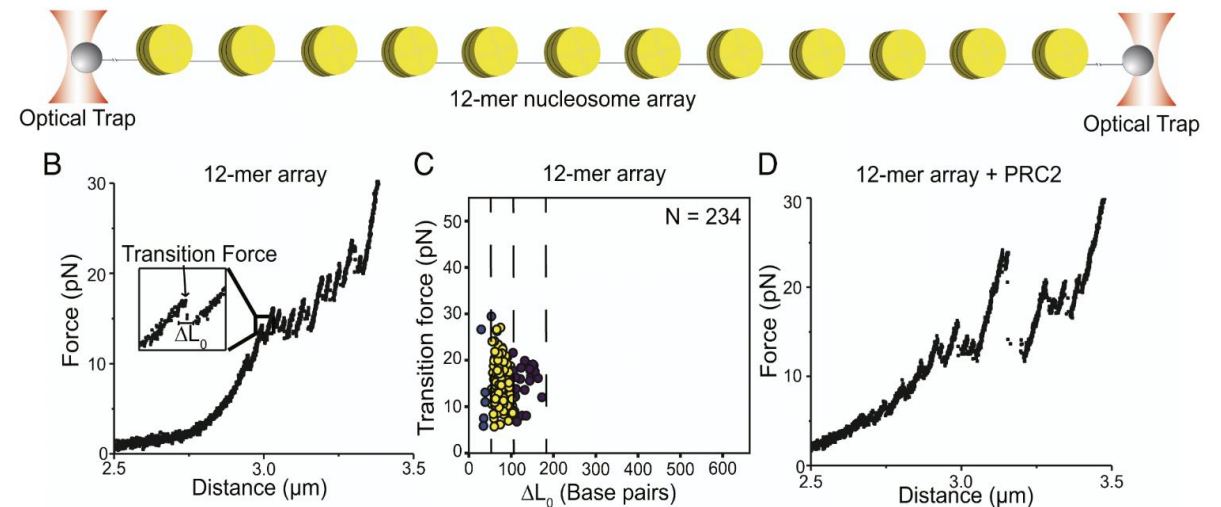 12-mer nucleosome array
Optical Trap
Optical Trap
B
12-mer array
30
20
10
0
Force (pN)
Transition Force
ΔL₀
2.5
3.0
3.5
Distance (µm)
C
12-mer array
N = 234
50
40
30
20
10
0
Transition force (pN)
0
100
200
300
400
500
600
ΔL₀ (Base pairs)
D
12-mer array + PRC2
30
20
10
0
Force (pN)
2.5
3.0
3.5
Distance (µm)